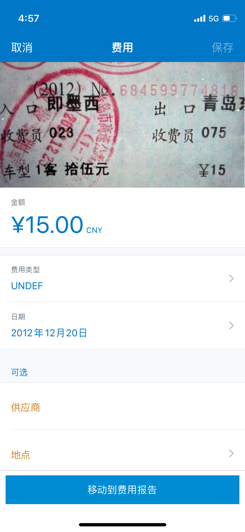 4:57 5G
取消 费用 保存
(2012) No. 684599774818
入 口 即墨西 出 口 青岛东
收费员 023 收费员 075
车型 1客 拾伍元 ¥15
金额
¥15.00 CNY
费用类型
UNDEF
日期
2012年12月20日
可选
供应商
地点
移动到费用报告